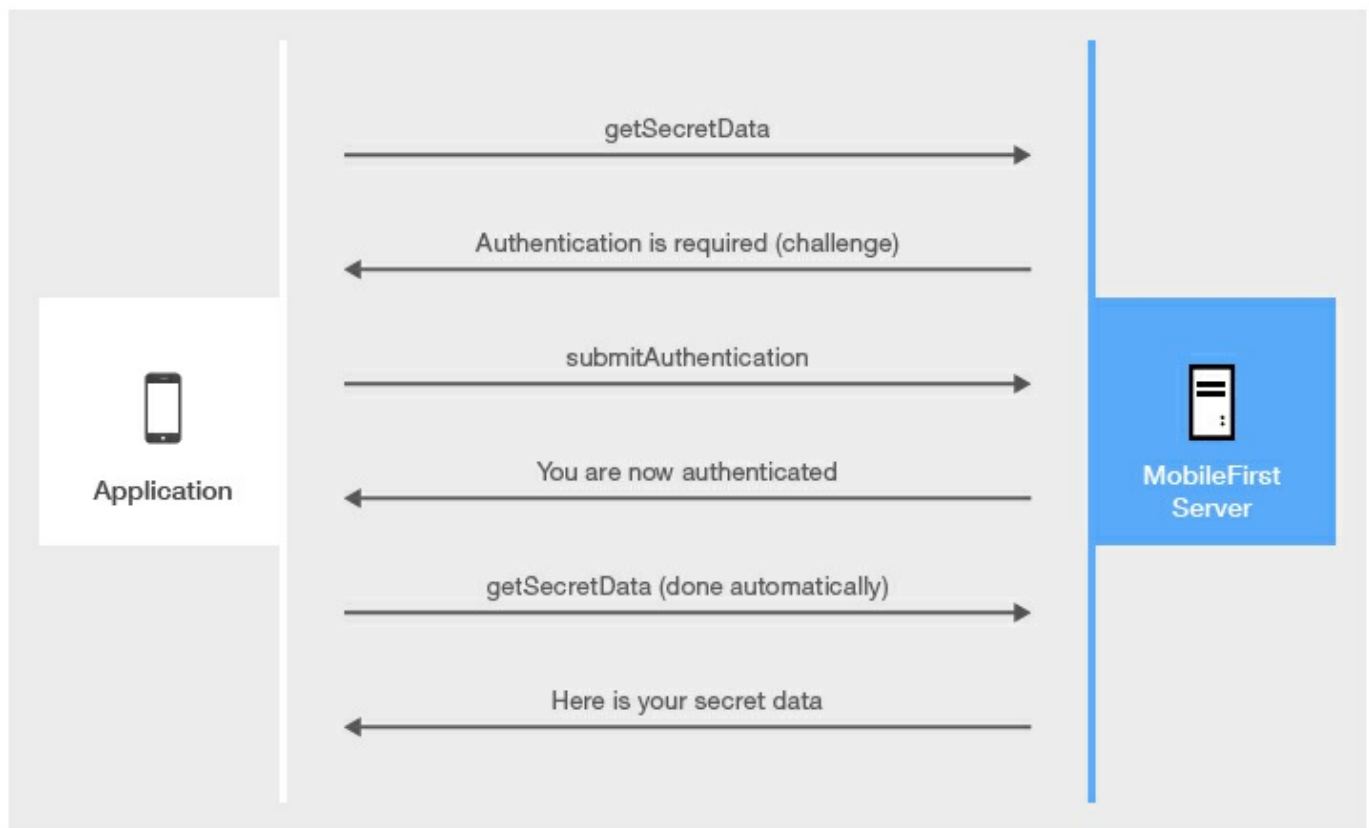 getSecretData
Authentication is required (challenge)
submitAuthentication
You are now authenticated
Application
MobileFirst
Server
getSecretData (done automatically)
Here is your secret data